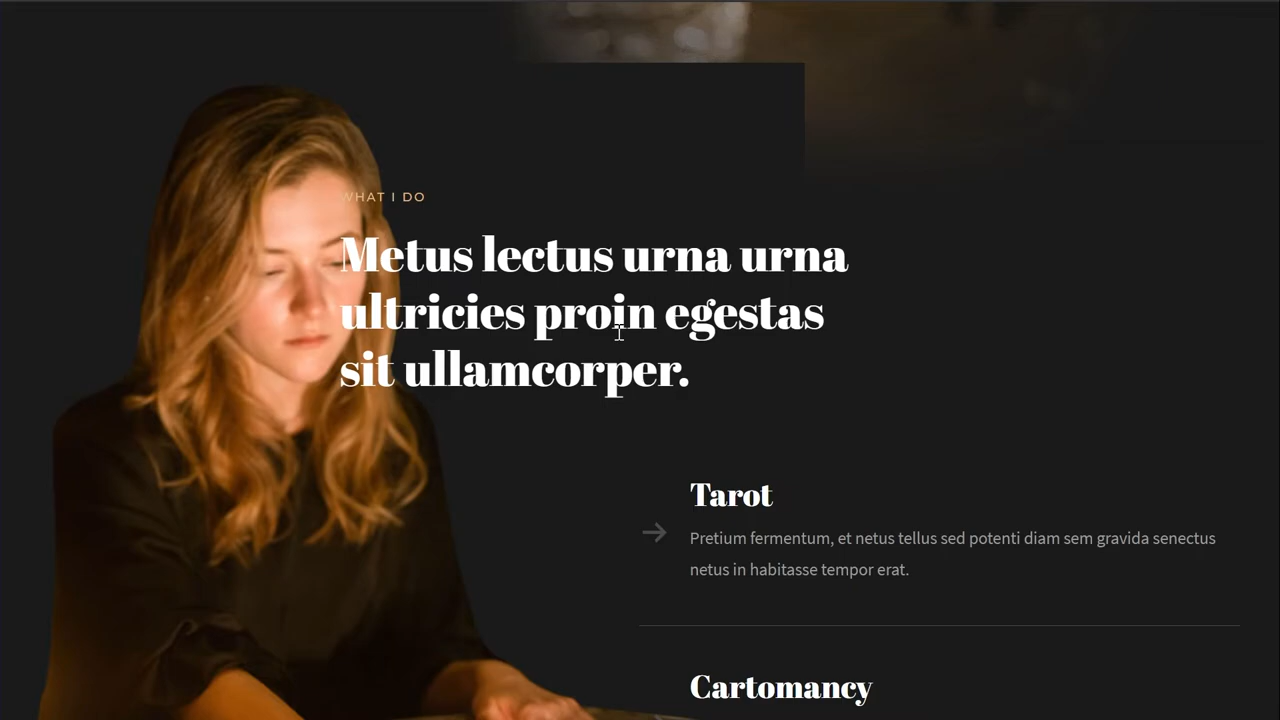 WHAT I DO
Metus lectus urna urna
ultricies proin egestas
sit ullamcorper.
Tarot
Pretium fermentum, et netus tellus sed potenti diam sem gravida senectus
netus in habitasse tempor erat.
Cartomancy